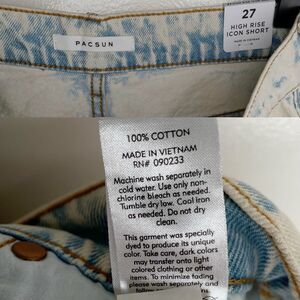 PACSUN
27
HIGH RISE
ICON SHORT
100% COTTON
MADE IN VIETNAM
RN# 090233
Machine wash separately in
cold water. Use only non-
chlorine bleach as needed.
Tumble dry low. Cool iron
as needed. Do not dry
clean.
This garment was specially
dyed to produce its unique
color. Take care, dark colors
may transfer onto light
colored clothing or other
items. To minimize fading
please wash separately and